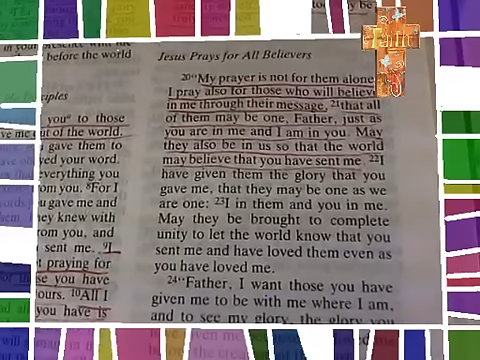 Faith
before the world
Jesus Prays for All Believers
20"My prayer is not for them alone.
I pray also for those who will believe
in me through their message, 21that all
of them may be one, Father, just as
you are in me and I am in you. May
they also be in us so that the world
may believe that you have sent me. 22I
have given them the glory that you
gave me, that they may be one as we
are one: 23I in them and you in me.
May they be brought to complete
unity to let the world know that you
sent me and have loved them even as
you have loved me.
24"Father, I want those you have
given me to be with me where I am,
and to see my glory, the glory you
you" to those
out of the world.
gave them to
yed your word.
everything you
om you. 8For I
u gave me and
hey knew with
om you, and
sent me. 9I
t praying for
se you have
ours. 10All I
you have is